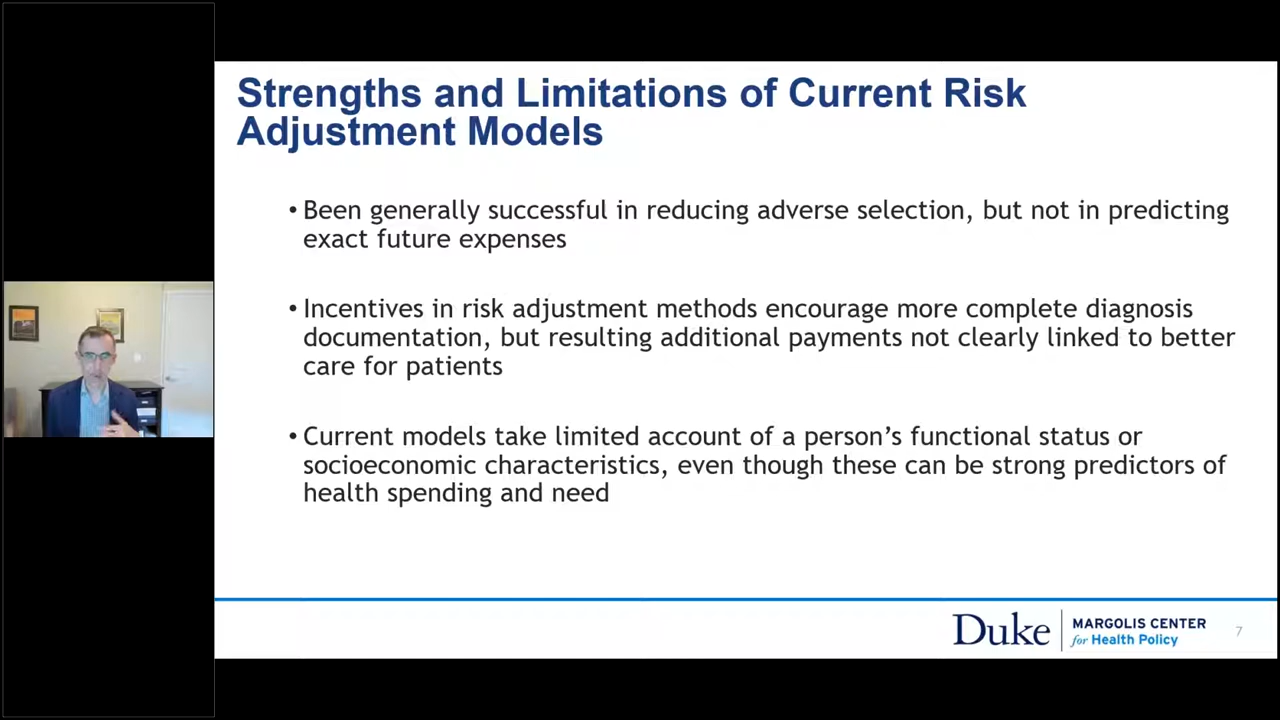 Strengths and Limitations of Current Risk
Adjustment Models
• Been generally successful in reducing adverse selection, but not in predicting
exact future expenses
• Incentives in risk adjustment methods encourage more complete diagnosis
documentation, but resulting additional payments not clearly linked to better
care for patients
• Current models take limited account of a person’s functional status or
socioeconomic characteristics, even though these can be strong predictors of
health spending and need
Duke
MARGOLIS CENTER
for Health Policy
7